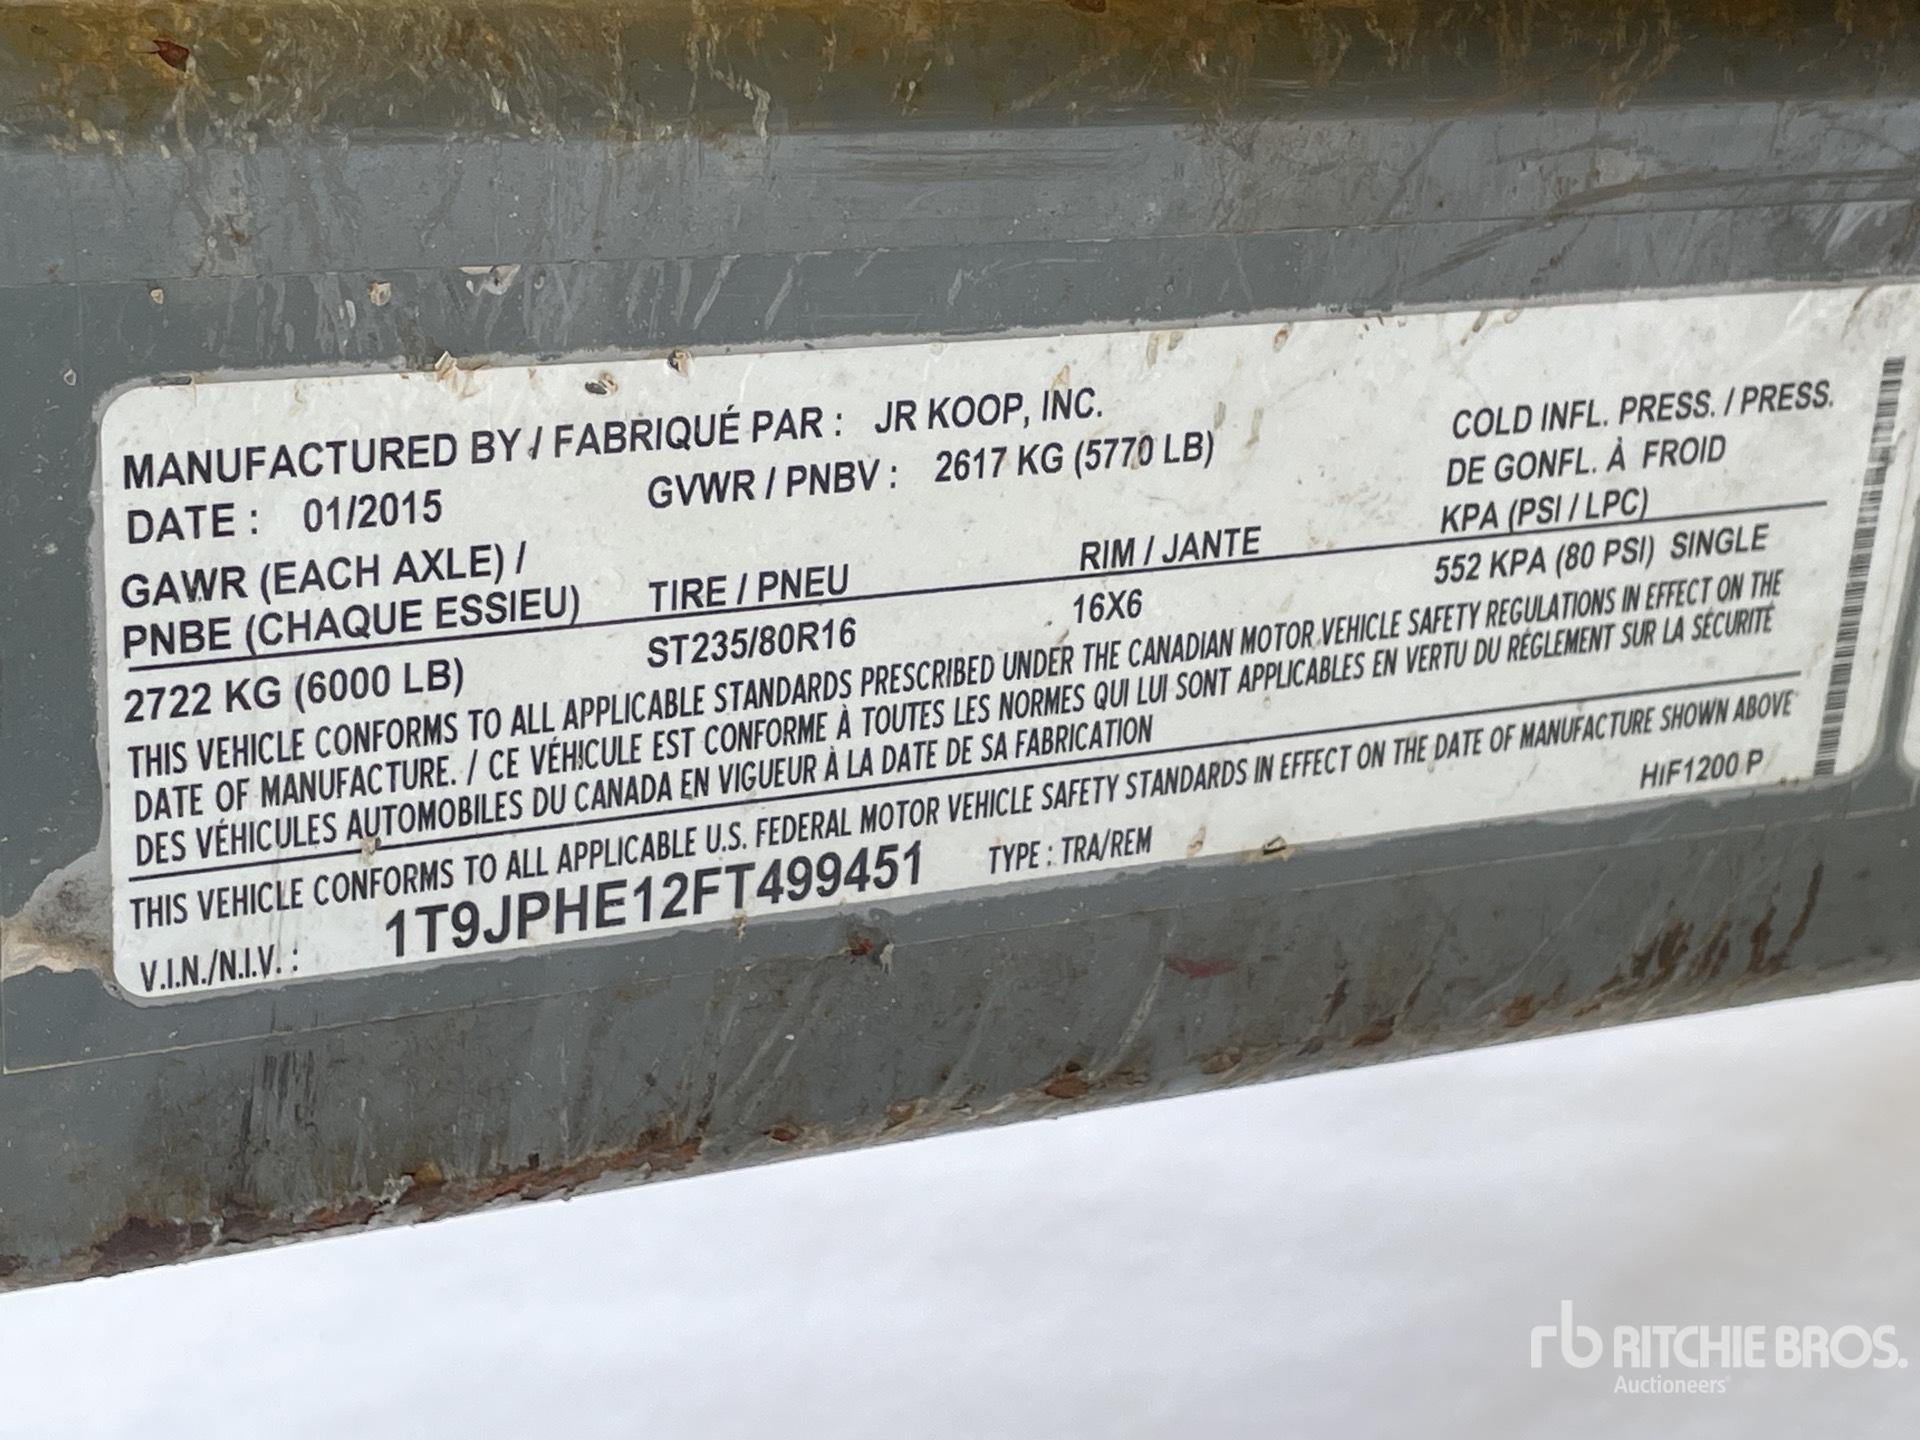 MANUFACTURED BY / FABRIQUÉ PAR : JR KOOP, INC.
DATE : 01/2015 GVWR / PNBV : 2617 KG (5770 LB)
COLD INFL. PRESS. / PRESS.
DE GONFL. À FROID
GAWR (EACH AXLE) /
PNBE (CHAQUE ESSIEU) TIRE / PNEU RIM / JANTE KPA (PSI / LPC)
2722 KG (6000 LB) ST235/80R16 16X6 552 KPA (80 PSI) SINGLE
THIS VEHICLE CONFORMS TO ALL APPLICABLE STANDARDS PRESCRIBED UNDER THE CANADIAN MOTOR VEHICLE SAFETY REGULATIONS IN EFFECT ON THE
DATE OF MANUFACTURE. / CE VÉHICULE EST CONFORME À TOUTES LES NORMES QUI LUI SONT APPLICABLES EN VERTU DU RÉGLEMENT SUR LA SÉCURITÉ
DES VÉHICULES AUTOMOBILES DU CANADA EN VIGUEUR À LA DATE DE SA FABRICATION
THIS VEHICLE CONFORMS TO ALL APPLICABLE U.S. FEDERAL MOTOR VEHICLE SAFETY STANDARDS IN EFFECT ON THE DATE OF MANUFACTURE SHOWN ABOVE
V.I.N./N.I.V. : 1T9JPHE12FT499451 TYPE : TRA/REM HiF1200 P
rb RITCHIE BROS.
Auctioneers